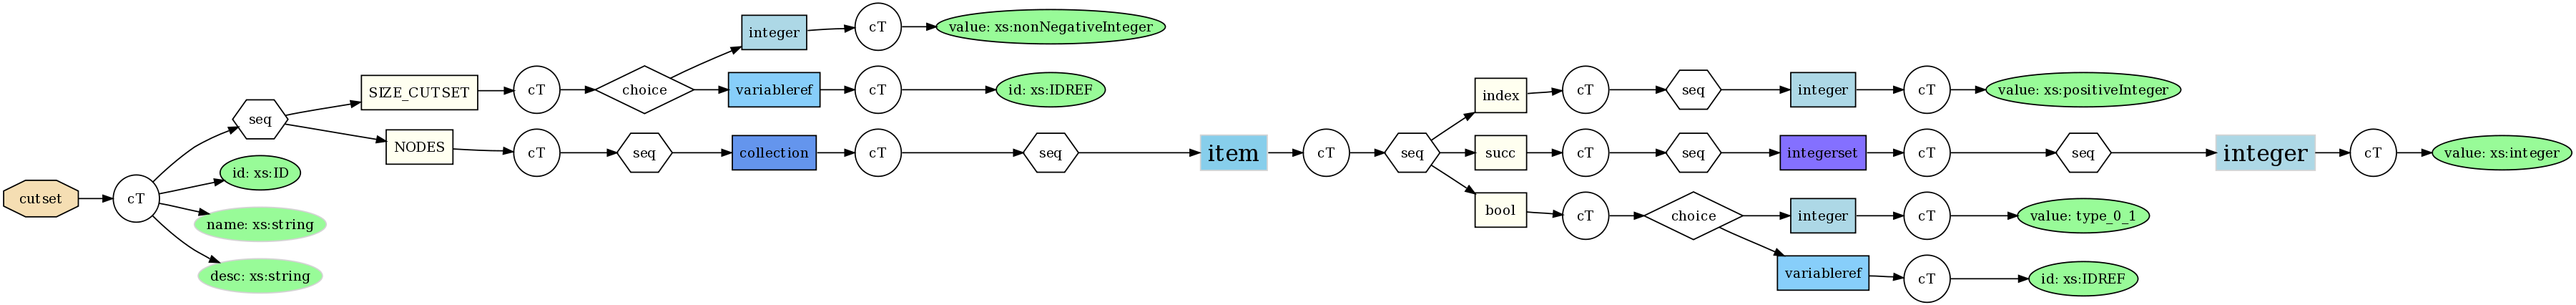 cutset
cT
seq
id: xs:ID
name: xs:string
desc: xs:string
SIZE_CUTSET
cT
choice
integer
cT
value: xs:nonNegativeInteger
variableref
cT
id: xs:IDREF
NODES
cT
seq
collection
cT
seq
item
cT
seq
index
cT
seq
integer
cT
value: xs:positiveInteger
succ
cT
seq
integerset
cT
seq
integer
cT
value: xs:integer
bool
cT
choice
integer
cT
value: type_0_1
variableref
cT
id: xs:IDREF